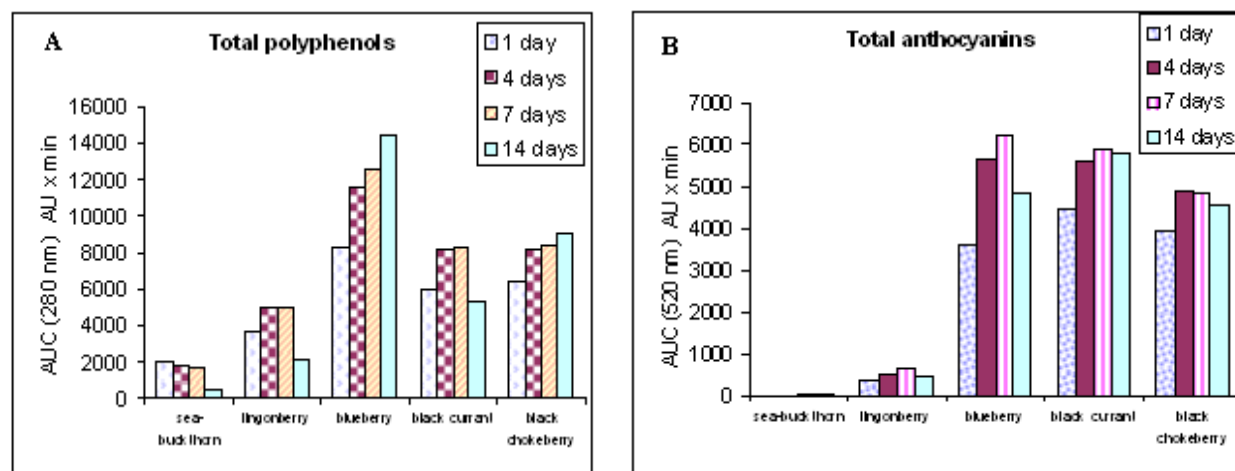 A
Total polyphenols
1 day
4 days
7 days
14 days
AUC (280 nm) AU x min
16000
14000
12000
10000
8000
6000
4000
2000
0
sea-
buckthorn
lingonberry
blueberry
black currant
black
chokeberry
B
Total anthocyanins
1 day
4 days
7 days
14 days
AUC (520 nm) AU x min
7000
6000
5000
4000
3000
2000
1000
0
sea-buckthorn
lingonberry
blueberry
black currant
black
chokeberry